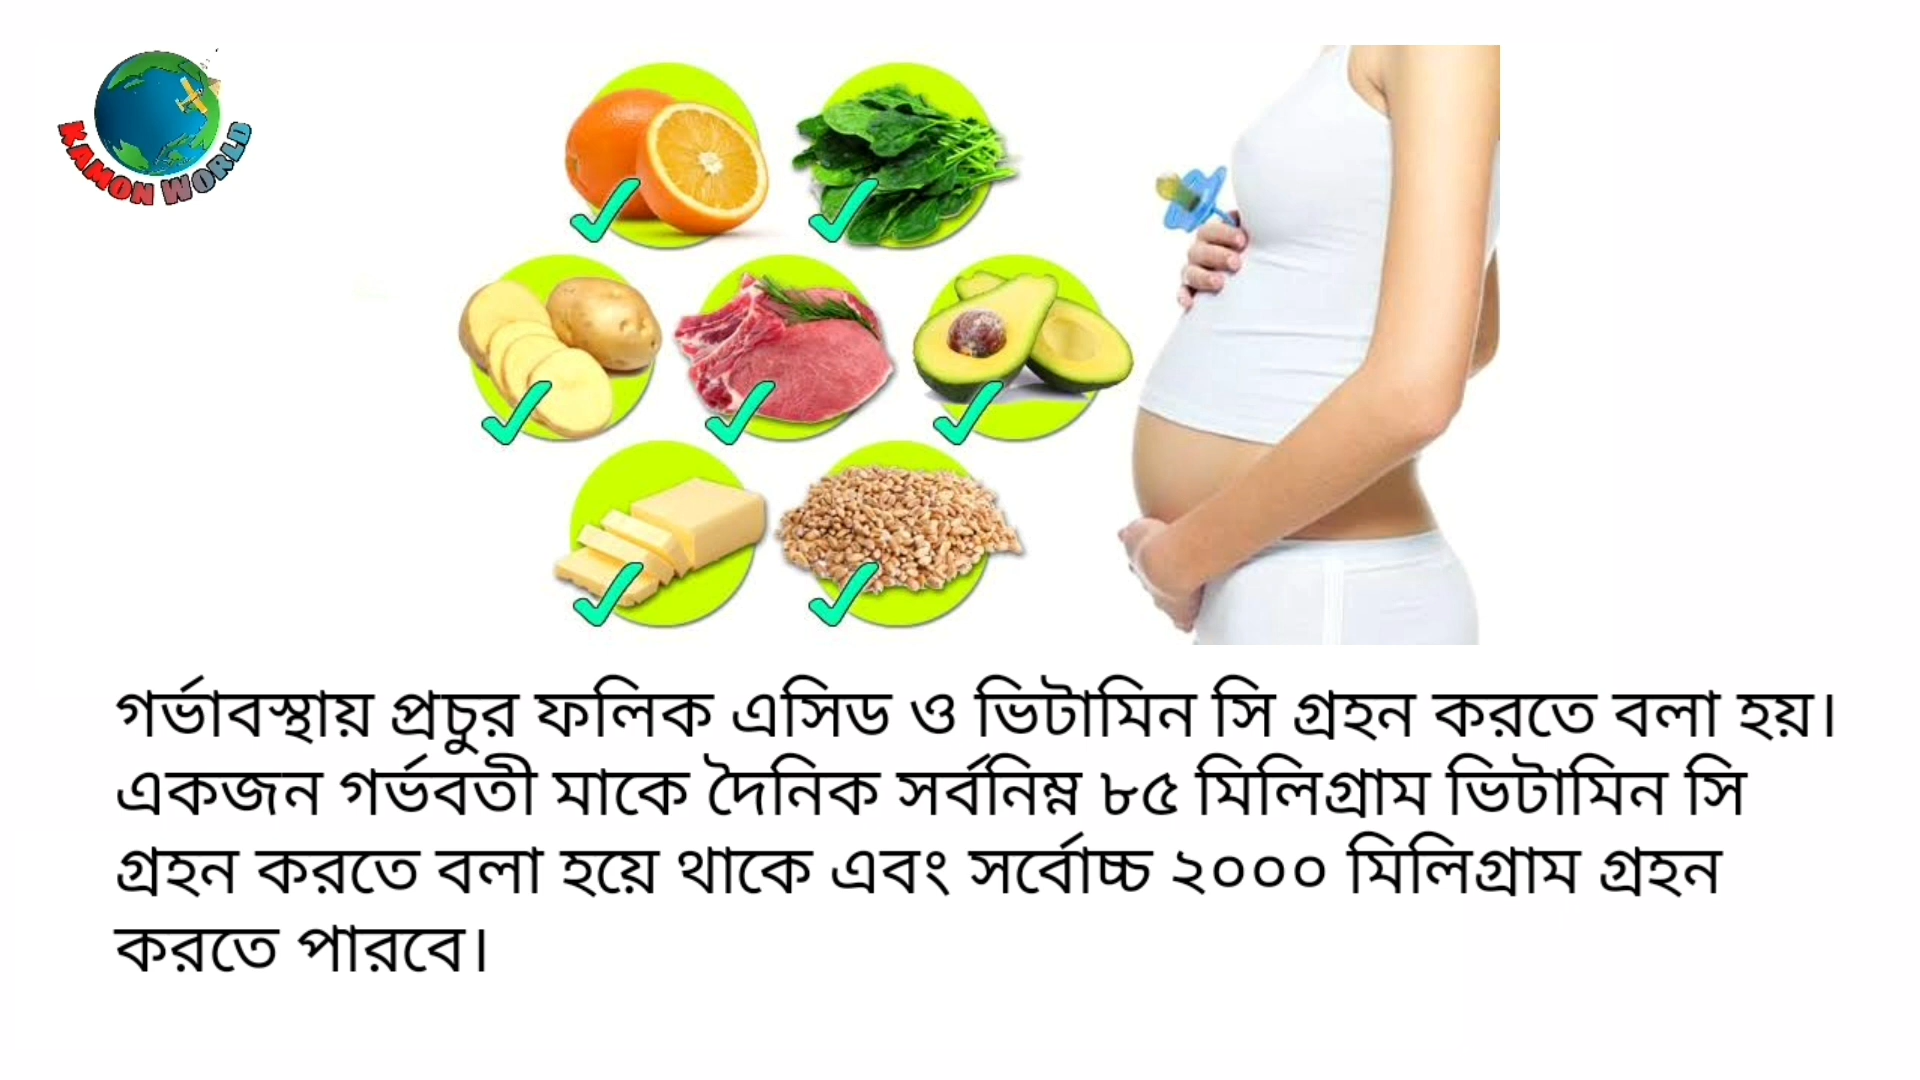 KAMON WORLD
গর্ভাবস্থায় প্রচুর ফলিক এসিড ও ভিটামিন সি গ্রহন করতে বলা হয়।
একজন গর্ভবতী মাকে দৈনিক সর্বনিম্ন ৮৫ মিলিগ্রাম ভিটামিন সি
গ্রহন করতে বলা হয়ে থাকে এবং সর্বোচ্চ ২০০০ মিলিগ্রাম গ্রহন
করতে পারবে।